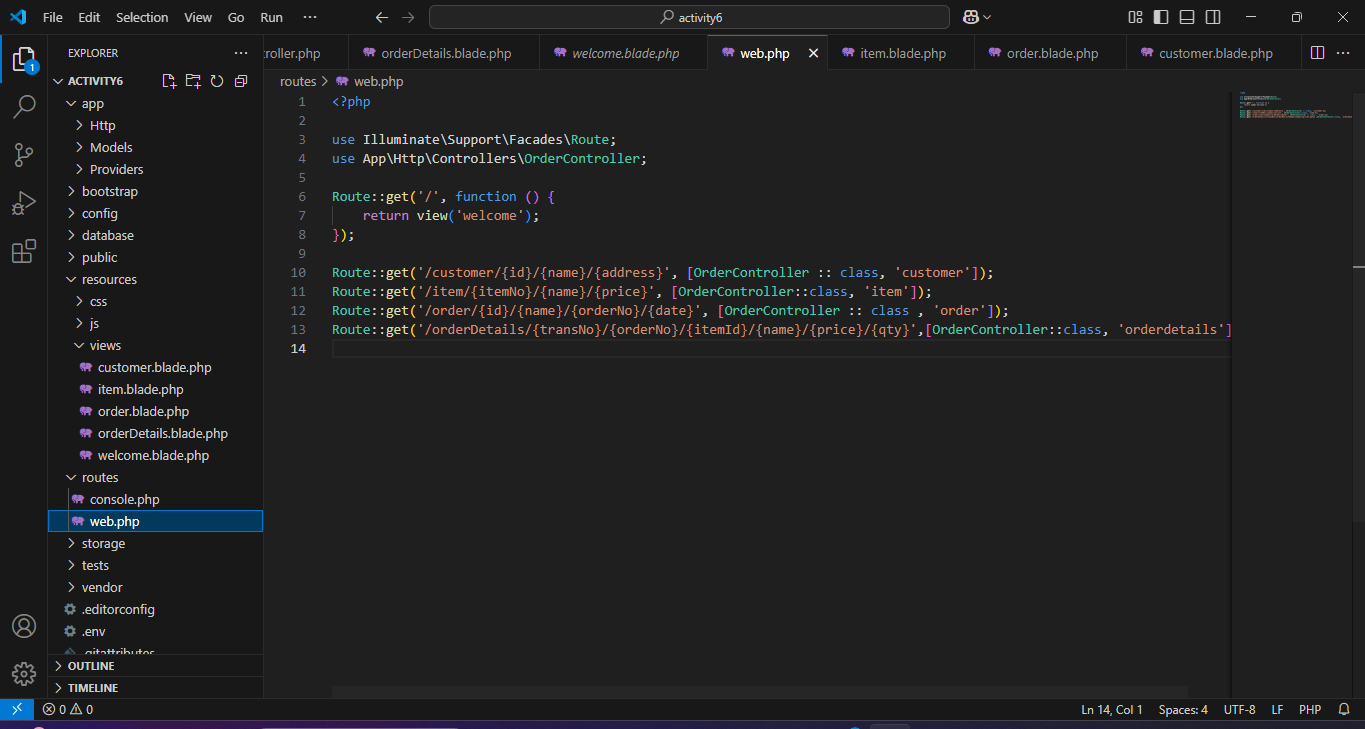 File Edit Selection View Go Run ··· activity6
EXPLORER ···
ACTIVITY6
app
Http
Models
Providers
bootstrap
config
database
public
resources
css
js
views
customer.blade.php
item.blade.php
order.blade.php
orderDetails.blade.php
welcome.blade.php
routes
console.php
web.php
storage
tests
vendor
.editorconfig
.env
.gitattributes
OUTLINE
TIMELINE
1
roller.php orderDetails.blade.php welcome.blade.php web.php item.blade.php order.blade.php customer.blade.php ···
routes > web.php
1 <?php
2
3 use Illuminate\Support\Facades\Route;
4 use App\Http\Controllers\OrderController;
5
6 Route::get('/', function () {
7 return view('welcome');
8 });
9
10 Route::get('/customer/{id}/{name}/{address}', [OrderController :: class, 'customer']);
11 Route::get('/item/{itemNo}/{name}/{price}', [OrderController::class, 'item']);
12 Route::get('/order/{id}/{name}/{orderNo}/{date}', [OrderController :: class , 'order']);
13 Route::get('/orderDetails/{transNo}/{orderNo}/{itemId}/{name}/{price}/{qty}',[OrderController::class, 'orderdetails']
14
0 0 Ln 14, Col 1 Spaces: 4 UTF-8 LF PHP